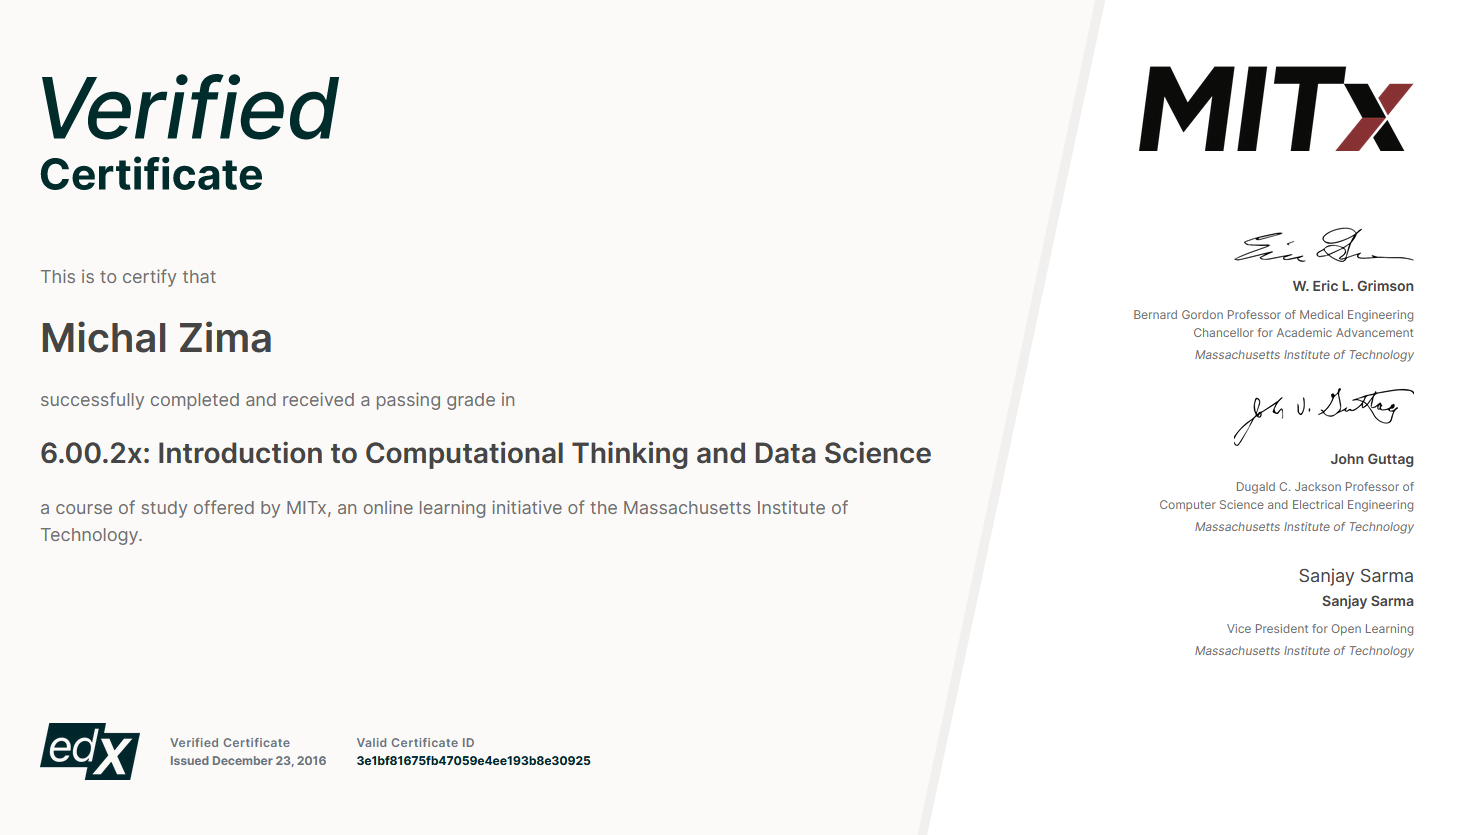 Verified
Certificate
This is to certify that
Michal Zima
successfully completed and received a passing grade in
6.00.2x: Introduction to Computational Thinking and Data Science
a course of study offered by MITx, an online learning initiative of the Massachusetts Institute of
Technology.
edX
Verified Certificate
Issued December 23, 2016
Valid Certificate ID
3e1bf81675fb47059e4ee193b8e30925
MITx
W. Eric L. Grimson
Bernard Gordon Professor of Medical Engineering
Chancellor for Academic Advancement
Massachusetts Institute of Technology
John V. Guttag
John Guttag
Dugald C. Jackson Professor of
Computer Science and Electrical Engineering
Massachusetts Institute of Technology
Sanjay Sarma
Sanjay Sarma
Vice President for Open Learning
Massachusetts Institute of Technology